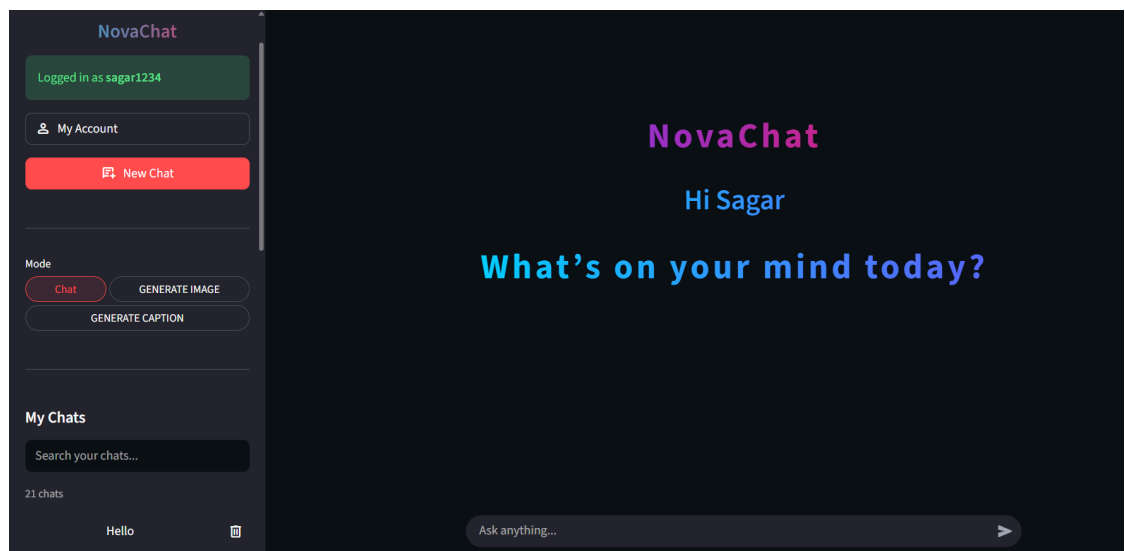 NovaChat
Logged in as sagar1234
My Account
New Chat
Mode
Chat
GENERATE IMAGE
GENERATE CAPTION
My Chats
Search your chats...
21 chats
Hello
NovaChat
Hi Sagar
What’s on your mind today?
Ask anything...